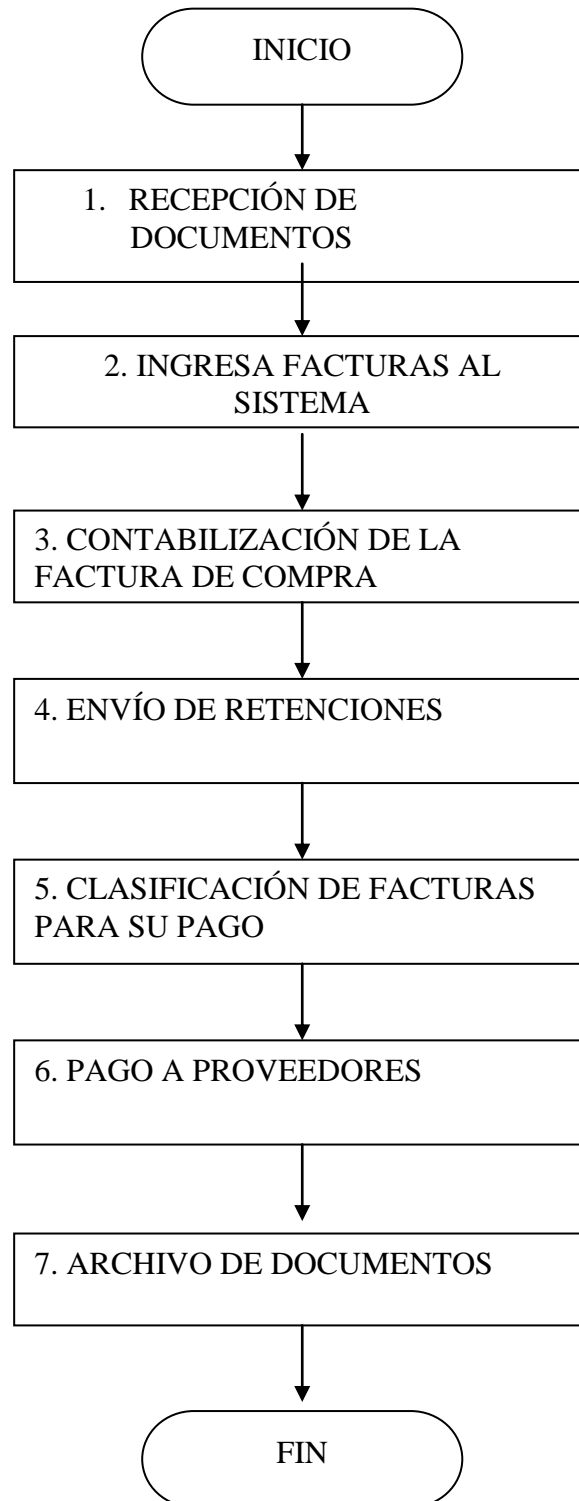 INICIO
1. RECEPCIÓN DE
DOCUMENTOS
2. INGRESA FACTURAS AL
SISTEMA
3. CONTABILIZACIÓN DE LA
FACTURA DE COMPRA
4. ENVÍO DE RETENCIONES
5. CLASIFICACIÓN DE FACTURAS
PARA SU PAGO
6. PAGO A PROVEEDORES
7. ARCHIVO DE DOCUMENTOS
FIN